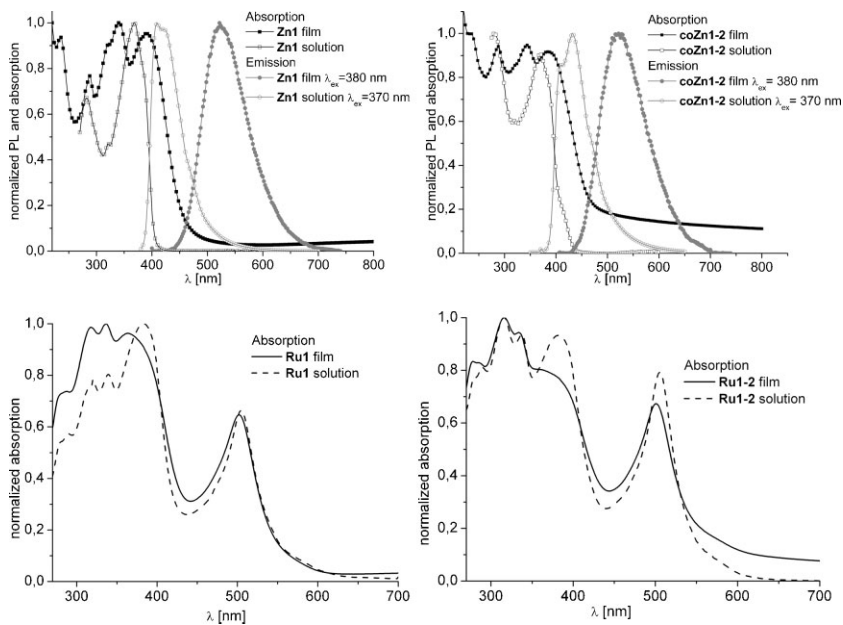 normalized PL and absorption
1,0
0,8
0,6
0,4
0,2
0,0
300 400 500 600 700 800
λ [nm]
Absorption
Zn1 film
Zn1 solution
Emission
Zn1 film λex=380 nm
Zn1 solution λex=370 nm
normalized PL and absorption
1,0
0,8
0,6
0,4
0,2
0,0
300 400 500 600 700 800
λ [nm]
Absorption
coZn1-2 film
coZn1-2 solution
Emission
coZn1-2 film λex= 380 nm
coZn1-2 solution λex= 370 nm
normalized absorption
1,0
0,8
0,6
0,4
0,2
0,0
300 400 500 600 700
λ [nm]
Absorption
Ru1 film
Ru1 solution
normalized absorption
1,0
0,8
0,6
0,4
0,2
0,0
300 400 500 600 700
λ [nm]
Absorption
Ru1-2 film
Ru1-2 solution